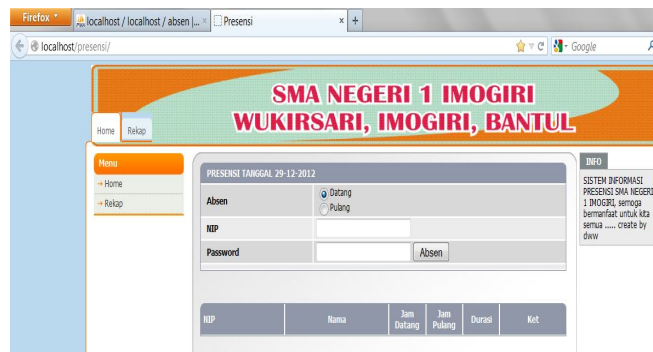 Firefox
localhost / localhost / absen |...
Presensi
localhost/presensi/
Google
SMA NEGERI 1 IMOGIRI
WUKIRSARI, IMOGIRI, BANTUL
Home
Rekap
Menu
Home
Rekap
PRESENSI TANGGAL 29-12-2012
Absen
Datang
Pulang
NIP
Password
Absen
NIP
Nama
Jam Datang
Jam Pulang
Durasi
Ket
INFO
SISTEM INFORMASI
PRESENSI SMA NEGERI
1 IMOGIRI, semoga
bermanfaat untuk kita
semua ..... create by
dww